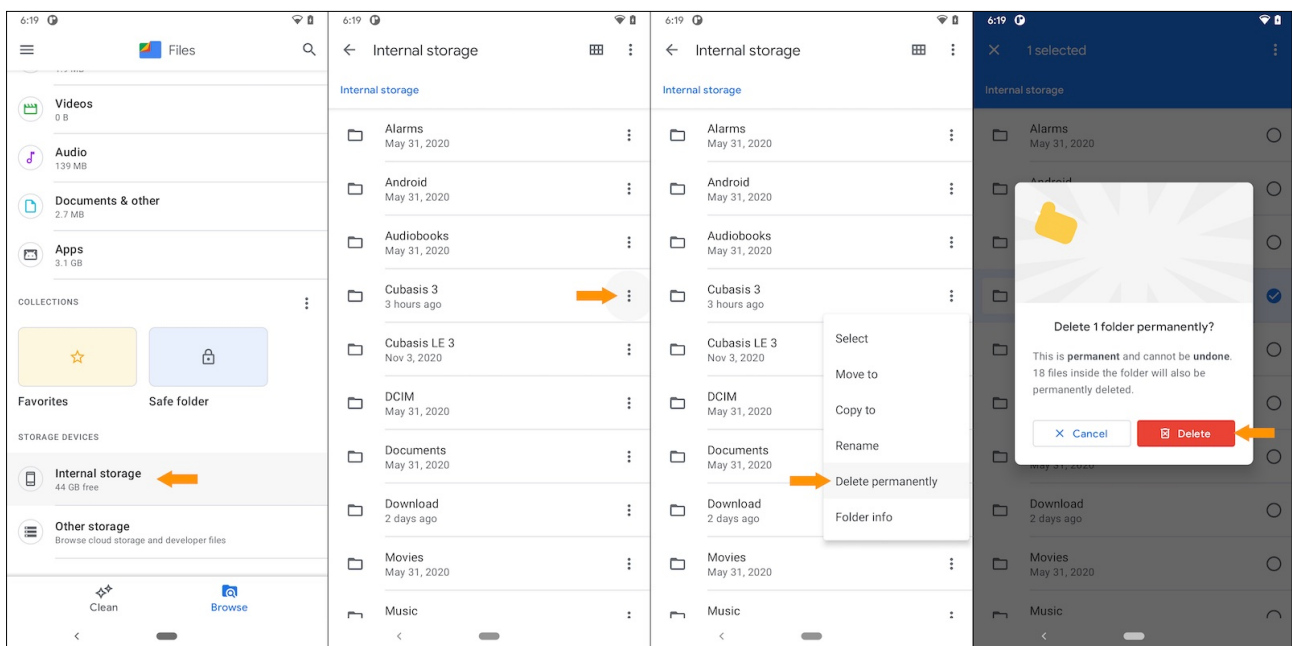 6:19
Files
Videos
0 B
Audio
139 MB
Documents & other
2.7 MB
Apps
3.1 GB
COLLECTIONS
Favorites
Safe folder
STORAGE DEVICES
Internal storage
44 GB free
Other storage
Browse cloud storage and developer files
Clean
Browse
6:19
Internal storage
Internal storage
Alarms
May 31, 2020
Android
May 31, 2020
Audiobooks
May 31, 2020
Cubasis 3
3 hours ago
Cubasis LE 3
Nov 3, 2020
DCIM
May 31, 2020
Documents
May 31, 2020
Download
2 days ago
Movies
May 31, 2020
Music
6:19
Internal storage
Internal storage
Alarms
May 31, 2020
Android
May 31, 2020
Audiobooks
May 31, 2020
Cubasis 3
3 hours ago
Cubasis LE 3
Nov 3, 2020
DCIM
May 31, 2020
Documents
May 31, 2020
Download
2 days ago
Movies
May 31, 2020
Music
Select
Move to
Copy to
Rename
Delete permanently
Folder info
6:19
1 selected
Internal storage
Alarms
May 31, 2020
Android
Delete 1 folder permanently?
This is permanent and cannot be undone.
18 files inside the folder will also be
permanently deleted.
Cancel
Delete
May 31, 2020
Download
2 days ago
Movies
May 31, 2020
Music